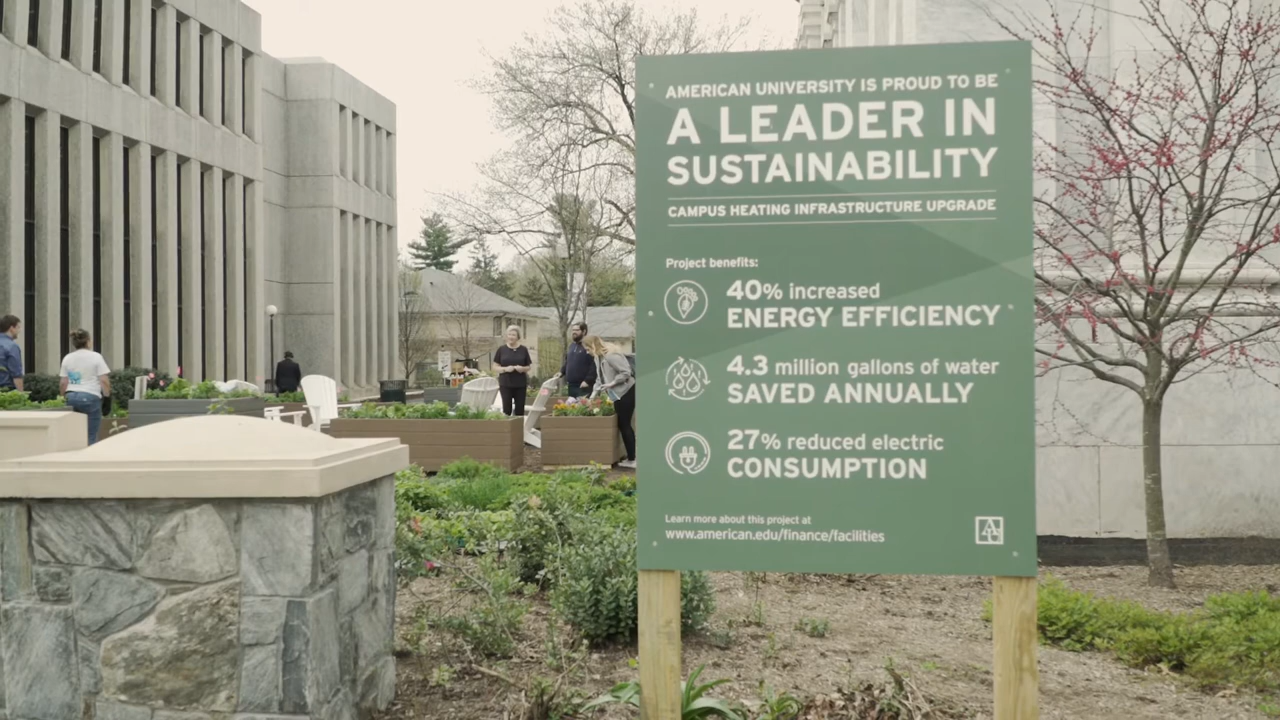 AMERICAN UNIVERSITY IS PROUD TO BE
A LEADER IN
SUSTAINABILITY
CAMPUS HEATING INFRASTRUCTURE UPGRADE
Project benefits:
40% increased
ENERGY EFFICIENCY
4.3 million gallons of water
SAVED ANNUALLY
27% reduced electric
CONSUMPTION
Learn more about this project at
www.american.edu/finance/facilities